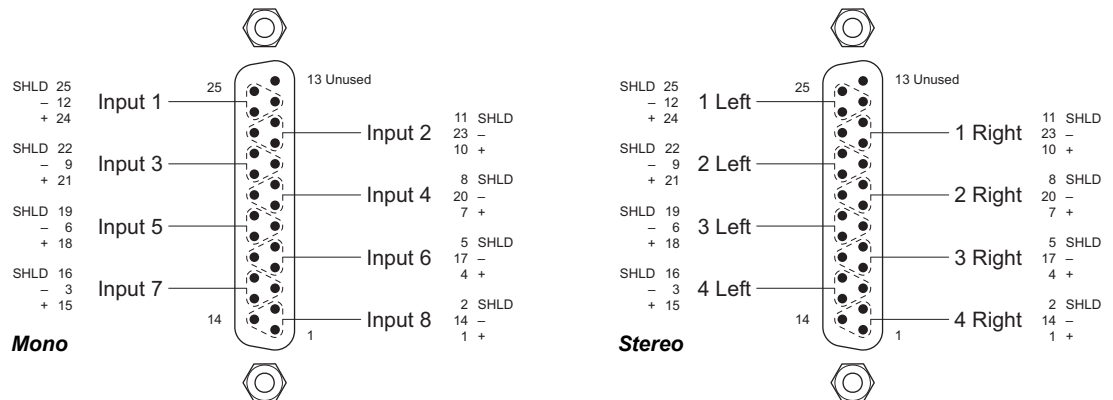 13 Unused
SHLD 25
– 12
+ 24
Input 1
25
11 SHLD
23 –
10 +
Input 2
SHLD 22
– 9
+ 21
Input 3
8 SHLD
20 –
7 +
Input 4
SHLD 19
– 6
+ 18
Input 5
5 SHLD
17 –
4 +
Input 6
SHLD 16
– 3
+ 15
Input 7
14
2 SHLD
14 –
1 +
Input 8
1
Mono
13 Unused
SHLD 25
– 12
+ 24
1 Left
25
11 SHLD
23 –
10 +
1 Right
SHLD 22
– 9
+ 21
2 Left
8 SHLD
20 –
7 +
2 Right
SHLD 19
– 6
+ 18
3 Left
5 SHLD
17 –
4 +
3 Right
SHLD 16
– 3
+ 15
4 Left
14
2 SHLD
14 –
1 +
4 Right
1
Stereo